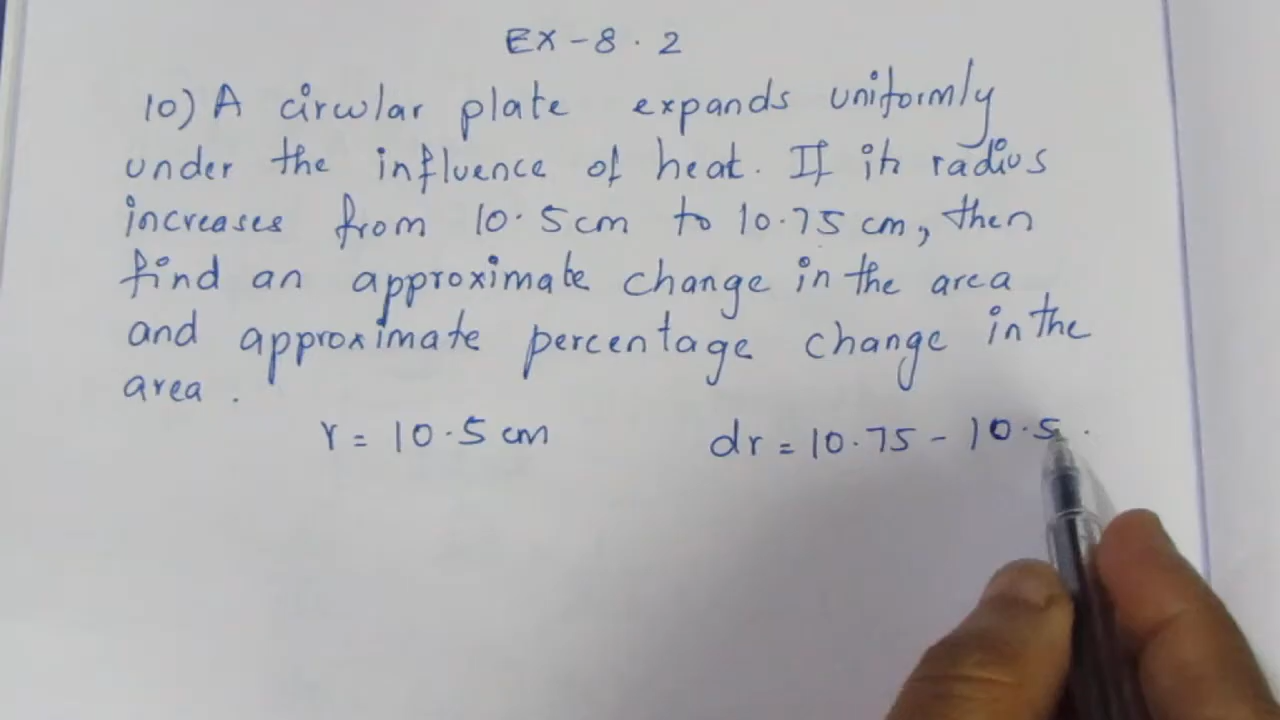 EX - 8.2
10) A circular plate expands uniformly
under the influence of heat. If its radius
increases from 10.5 cm to 10.75 cm, then
find an approximate change in the area
and approximate percentage change in the
area.
r = 10.5 cm dr = 10.75 - 10.5